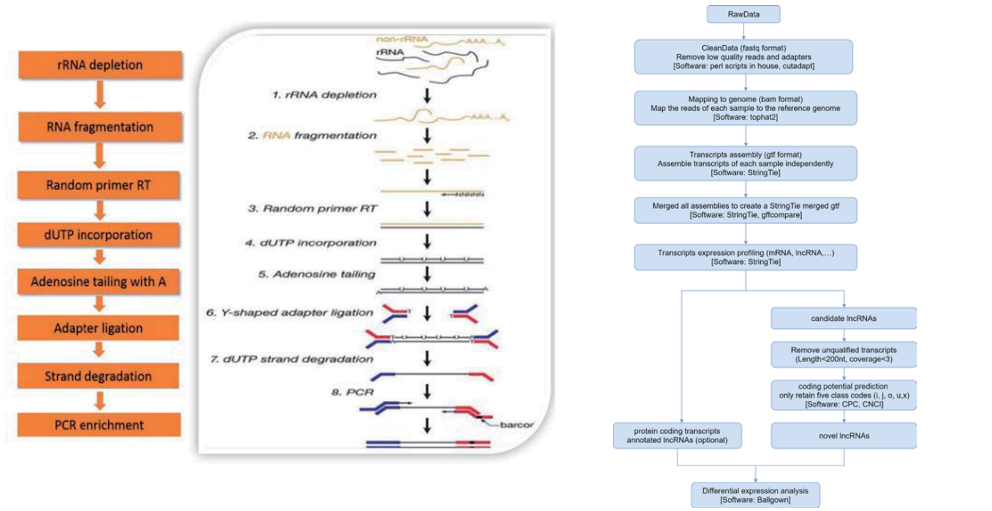 rRNA depletion
RNA fragmentation
Random primer RT
dUTP incorporation
Adenosine tailing with A
Adapter ligation
Strand degradation
PCR enrichment
non-rRNA
AAA...A
rRNA
1. rRNA depletion
AAA...A
2. RNA fragmentation
3. Random primer RT
4. dUTP incorporation
5. Adenosine tailing
6. Y-shaped adapter ligation
7. dUTP strand degradation
8. PCR
barcod
RawData
CleanData (fastq format)
Remove low quality reads and adapters
[Software: perl scripts in house, cutadapt]
Mapping to genome (bam format)
Map the reads of each sample to the reference genome
[Software: tophat2]
Transcripts assembly (gtf format)
Assemble transcripts of each sample independently
[Software: StringTie]
Merged all assemblies to create a StringTie merged gtf
[Software: StringTie, gffcompare]
Transcripts expression profiling (mRNA, lncRNA,...)
[Software: StringTie]
candidate lncRNAs
Remove unqualified transcripts
(Length<200nt, coverage<3)
coding potential prediction
only retain five class codes (i, j, o, u,x)
[Software: CPC, CNCI]
protein coding transcripts
annotated lncRNAs (optional)
novel lncRNAs
Differential expression analysis
[Software: Ballgown]